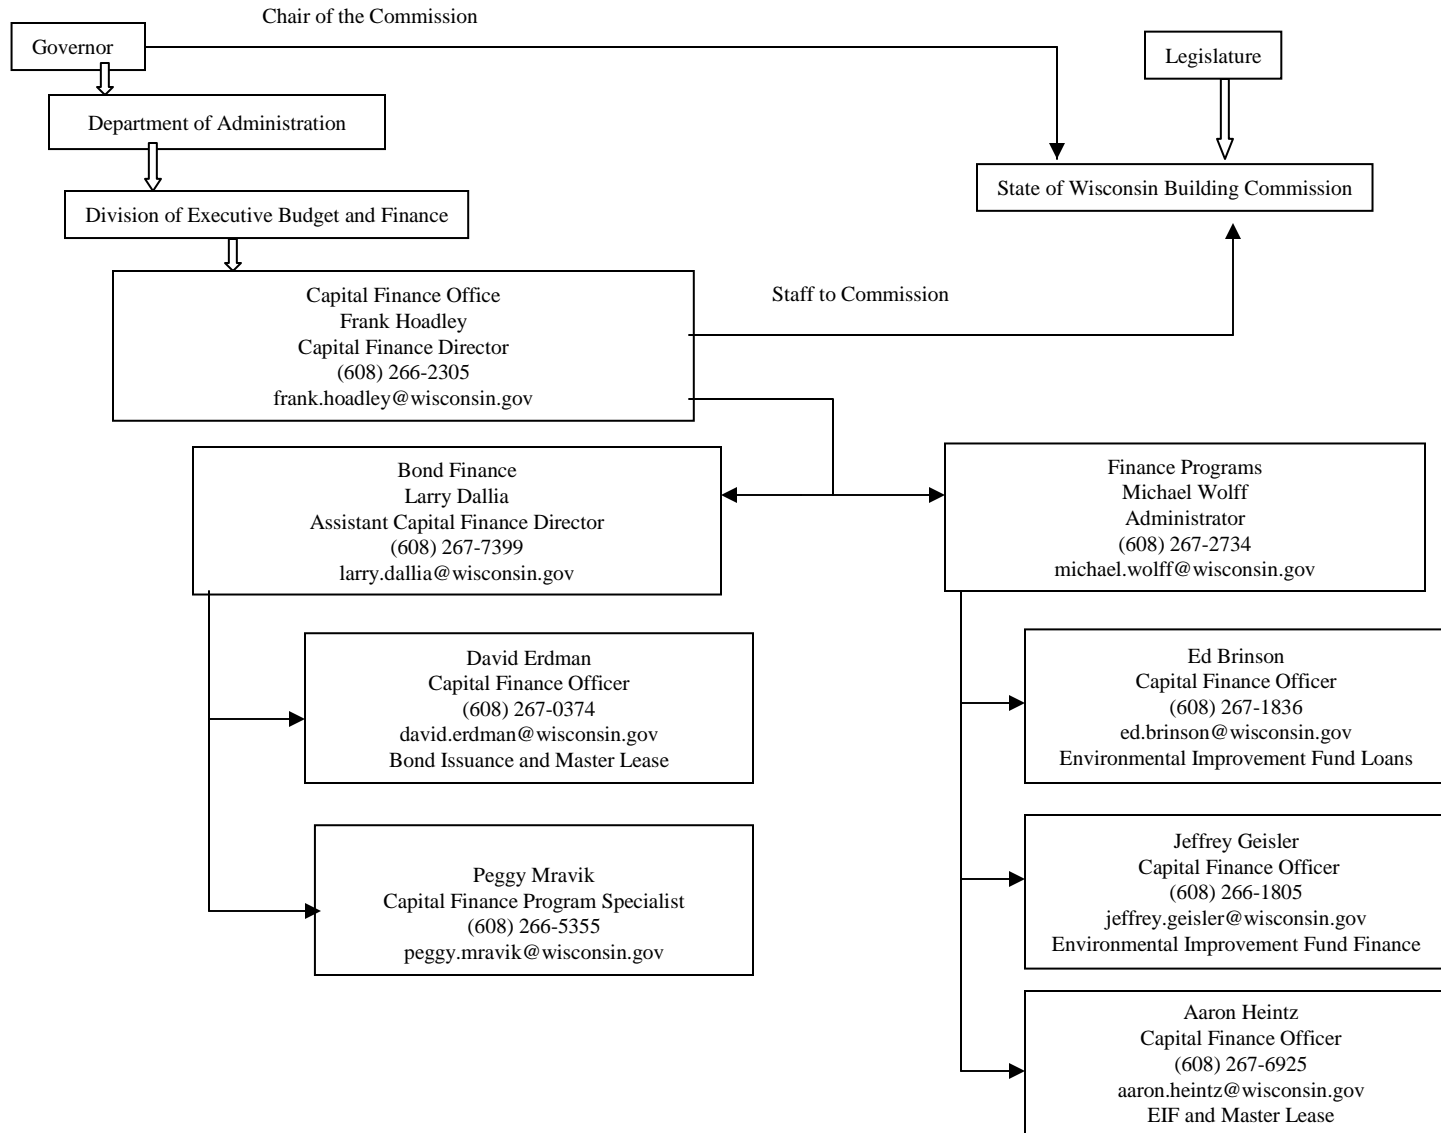 Chair of the Commission
Governor
Legislature
Department of Administration
State of Wisconsin Building Commission
Division of Executive Budget and Finance
Capital Finance Office
Frank Hoadley
Capital Finance Director
(608) 266-2305
frank.hoadley@wisconsin.gov
Staff to Commission
Bond Finance
Larry Dallia
Assistant Capital Finance Director
(608) 267-7399
larry.dallia@wisconsin.gov
Finance Programs
Michael Wolff
Administrator
(608) 267-2734
michael.wolff@wisconsin.gov
David Erdman
Capital Finance Officer
(608) 267-0374
david.erdman@wisconsin.gov
Bond Issuance and Master Lease
Ed Brinson
Capital Finance Officer
(608) 267-1836
ed.brinson@wisconsin.gov
Environmental Improvement Fund Loans
Peggy Mravik
Capital Finance Program Specialist
(608) 266-5355
peggy.mravik@wisconsin.gov
Jeffrey Geisler
Capital Finance Officer
(608) 266-1805
jeffrey.geisler@wisconsin.gov
Environmental Improvement Fund Finance
Aaron Heintz
Capital Finance Officer
(608) 267-6925
aaron.heintz@wisconsin.gov
EIF and Master Lease